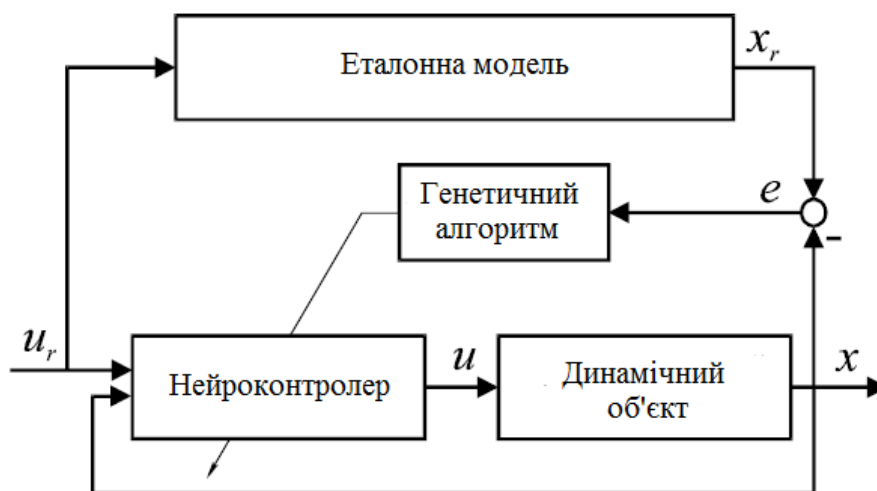 Еталонна модель
x_r
Генетичний
алгоритм
e
-
u_r
Нейроконтролер
u
Динамічний
об'єкт
x